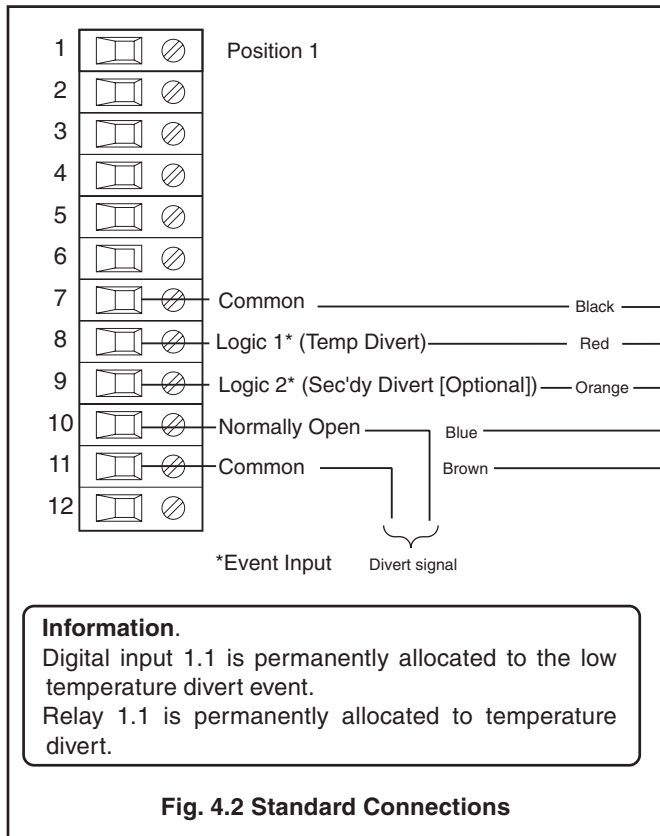 1 Position 1
2
3
4
5
6
7 Common Black
8 Logic 1* (Temp Divert) Red
9 Logic 2* (Sec'dy Divert [Optional]) Orange
10 Normally Open Blue
11 Common Brown
12
*Event Input Divert signal
Information.
Digital input 1.1 is permanently allocated to the low
temperature divert event.
Relay 1.1 is permanently allocated to temperature
divert.
Fig. 4.2 Standard Connections